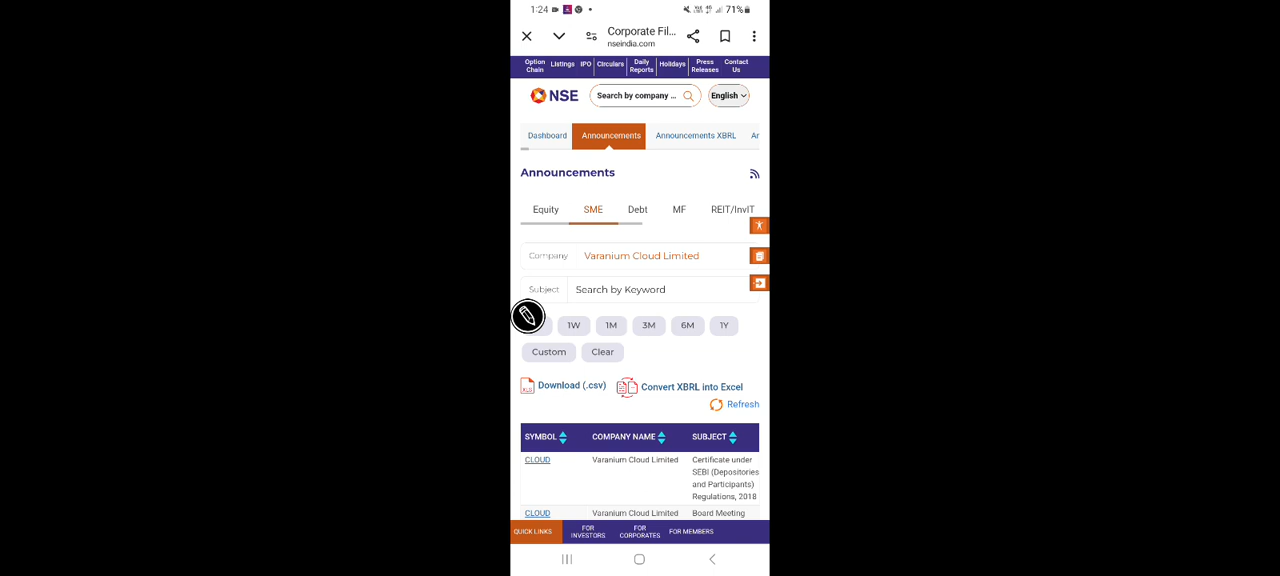 1:24 71%
Corporate Fil...
nseindia.com
Option Chain Listings IPO Circulars Daily Reports Holidays Press Releases Contact Us
NSE Search by company ... English
Dashboard Announcements Announcements XBRL Ar
Announcements
Equity SME Debt MF REIT/InvIT
Company Varanium Cloud Limited
Subject Search by Keyword
1W 1M 3M 6M 1Y
Custom Clear
XLS Download (.csv) Convert XBRL into Excel
Refresh
SYMBOL COMPANY NAME SUBJECT
CLOUD Varanium Cloud Limited Certificate under
SEBI (Depositories
and Participants)
Regulations, 2018
CLOUD Varanium Cloud Limited Board Meeting
QUICK LINKS FOR INVESTORS FOR CORPORATES FOR MEMBERS